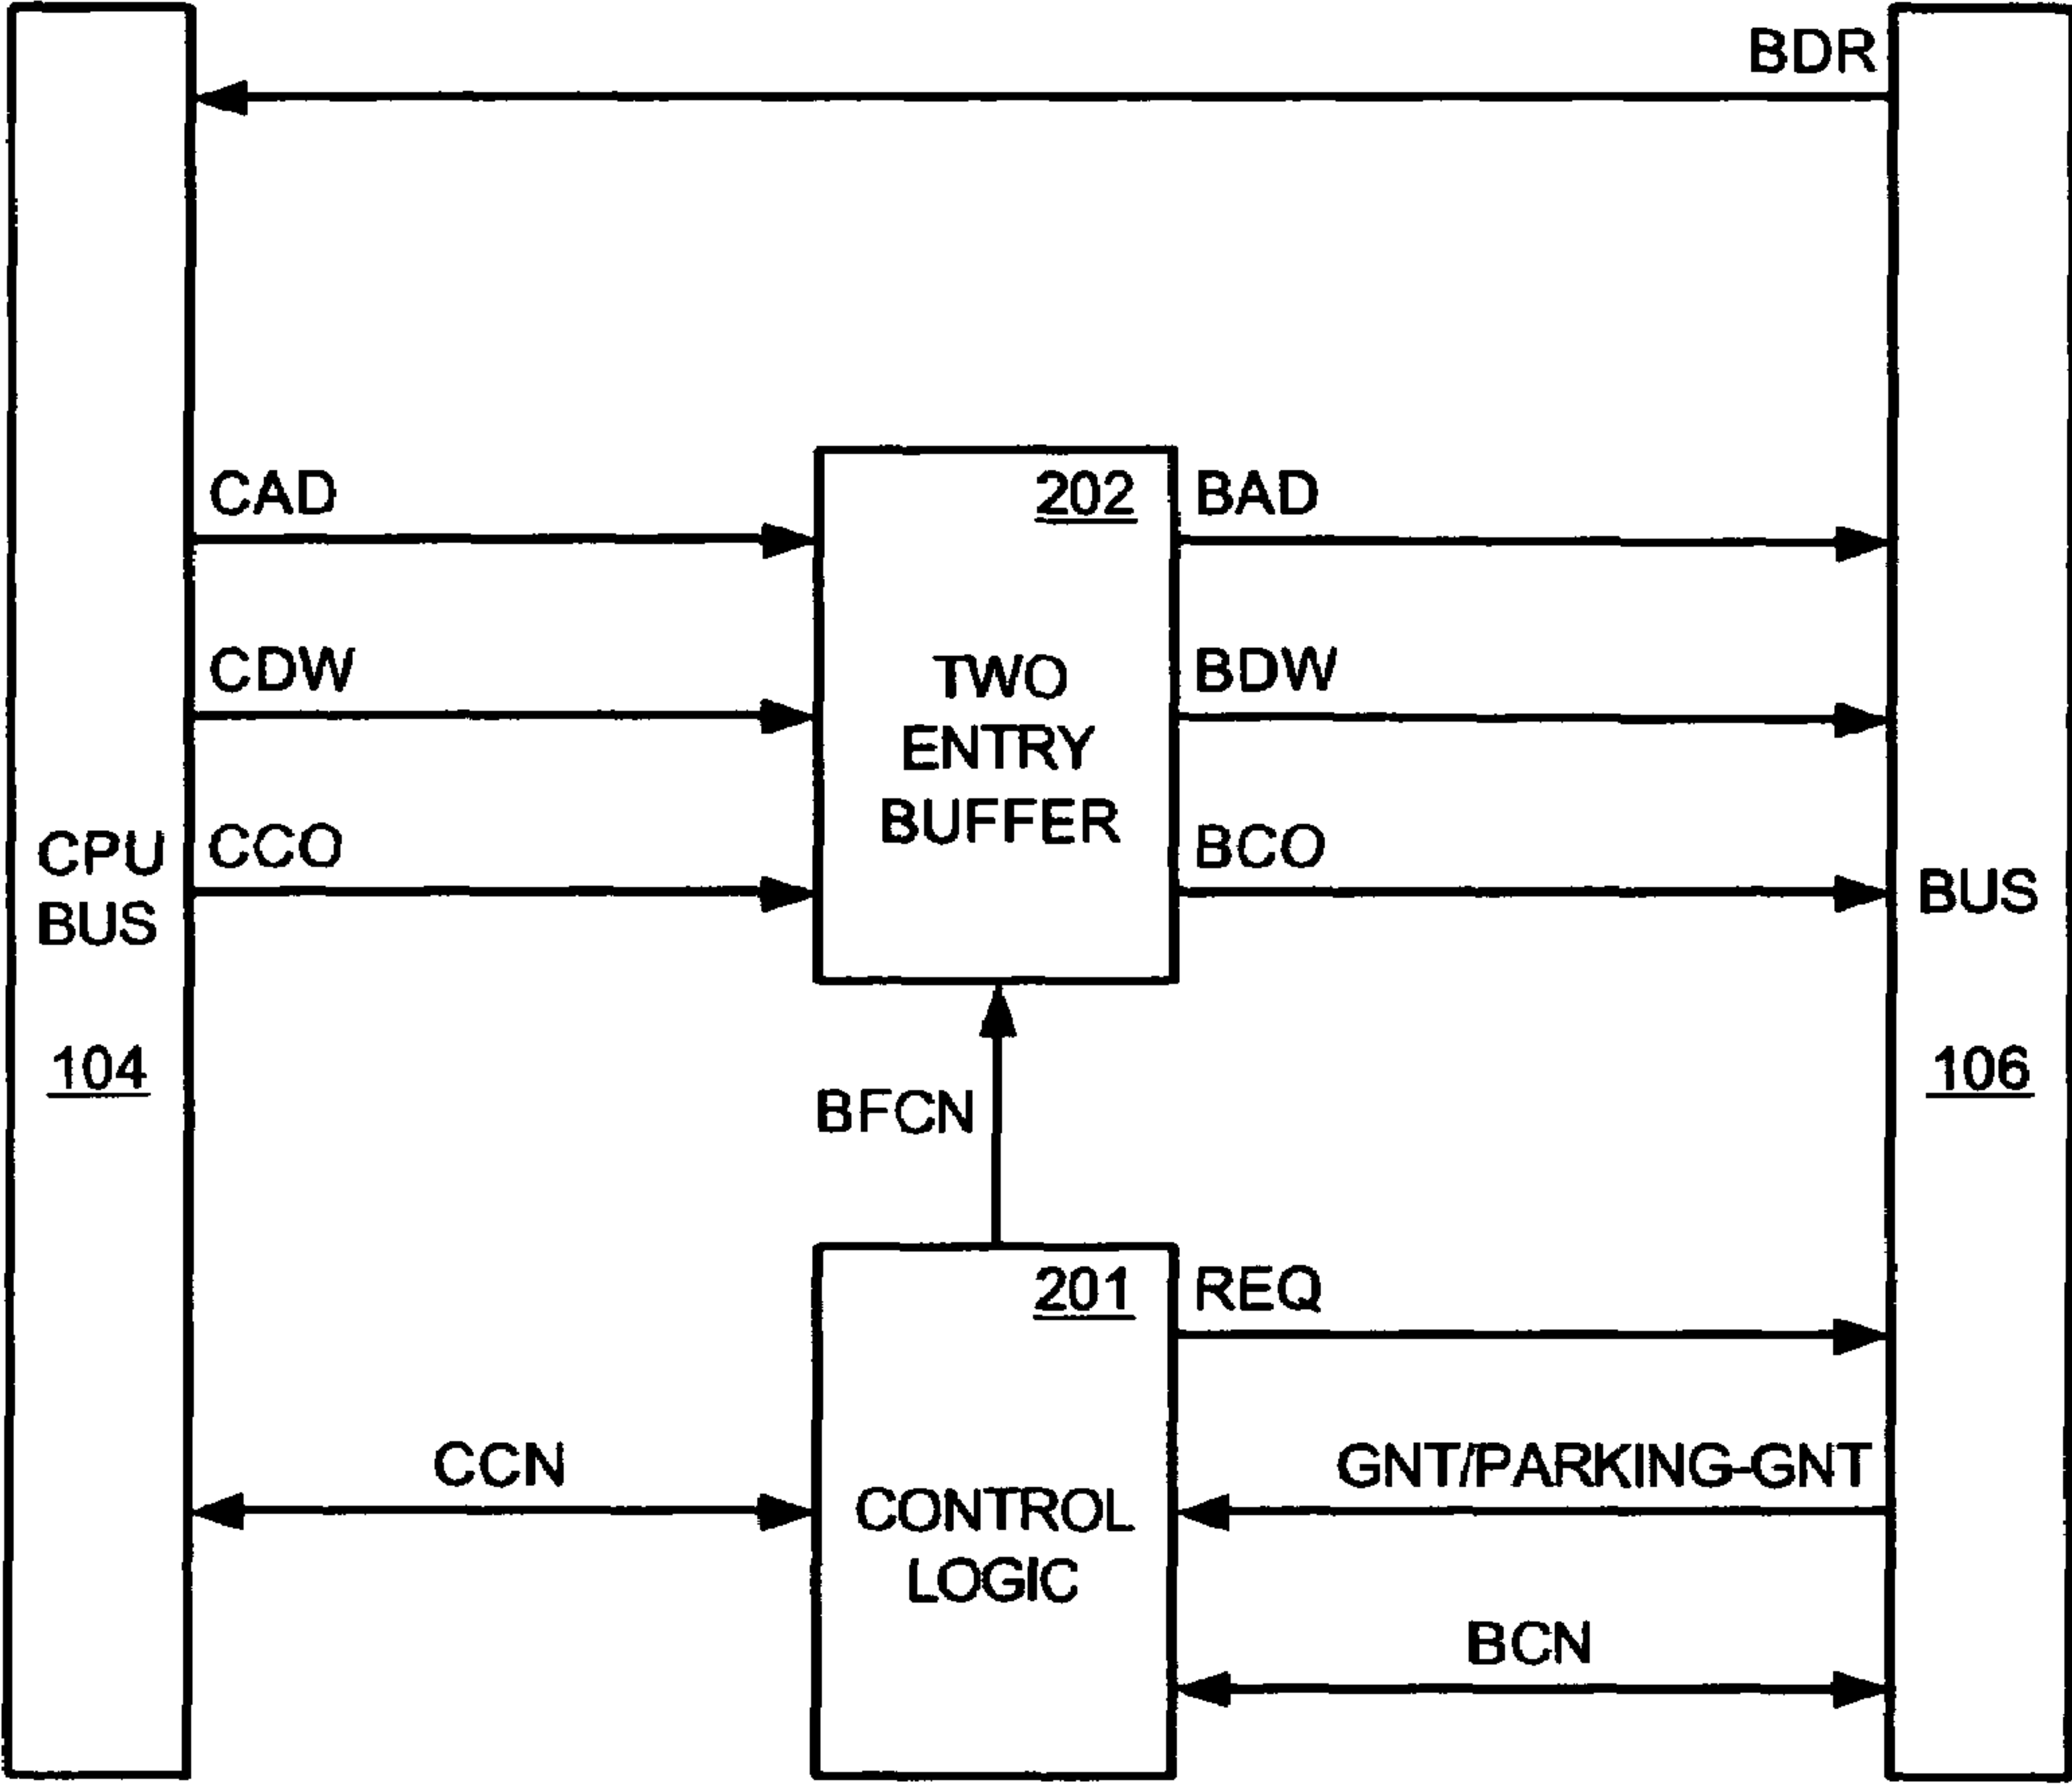 BDR
CAD
202
BAD
CDW
TWO
ENTRY
BUFFER
BDW
CPU
BUS
CCO
BCO
BUS
104
106
BFCN
201
REQ
CCN
CONTROL
LOGIC
GNT/PARKING-GNT
BCN